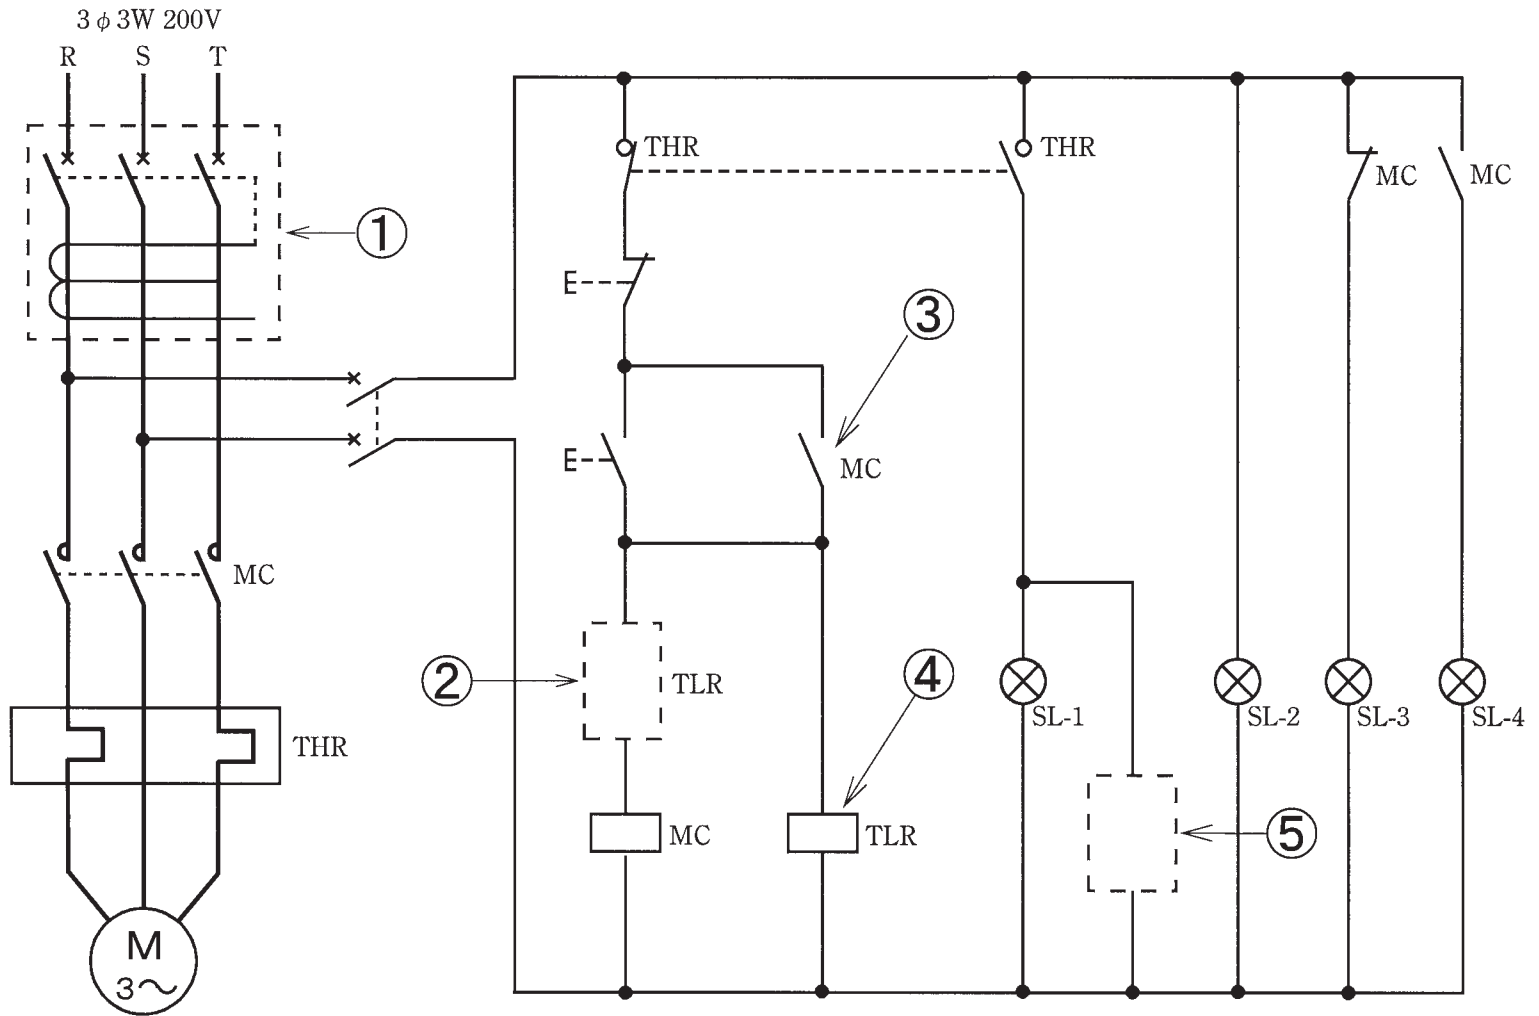 3φ3W 200V
R S T
THR
THR
MC
MC
①
E
③
E
MC
MC
②
TLR
④
SL-1
SL-2
SL-3
SL-4
THR
MC
TLR
⑤
M
3～